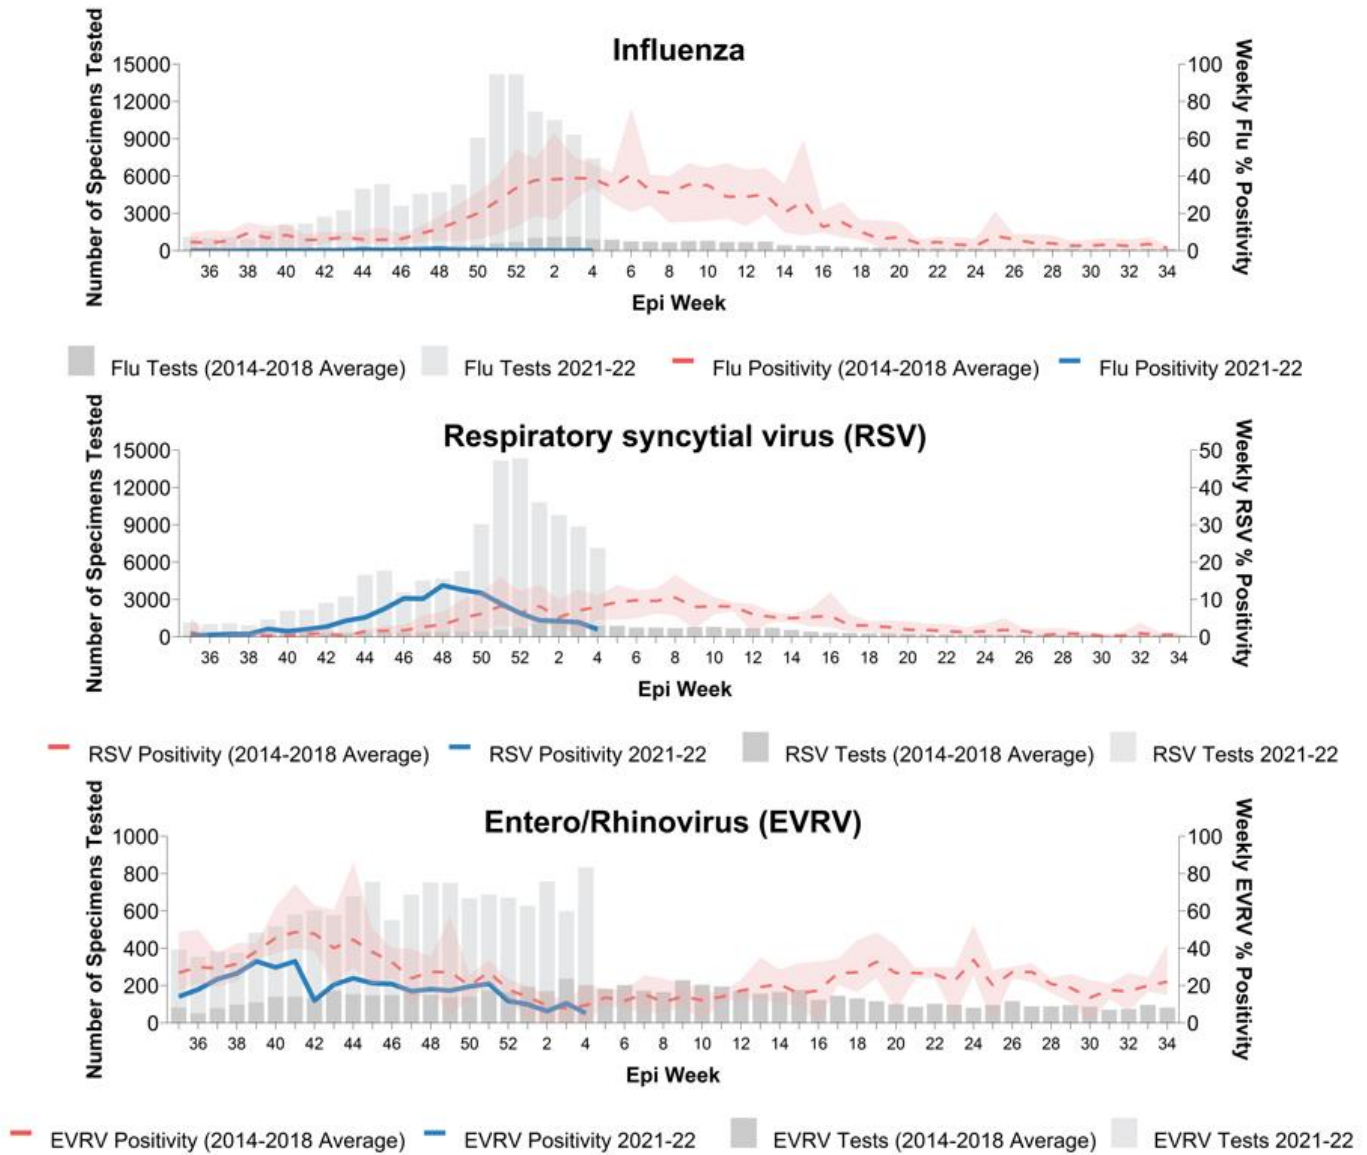 Influenza
Number of Specimens Tested
15000
12000
9000
6000
3000
0
100
80
60
40
20
0
Weekly Flu % Positivity
36 38 40 42 44 46 48 50 52 2 4 6 8 10 12 14 16 18 20 22 24 26 28 30 32 34
Epi Week
Flu Tests (2014-2018 Average) Flu Tests 2021-22 Flu Positivity (2014-2018 Average) Flu Positivity 2021-22
Respiratory syncytial virus (RSV)
Number of Specimens Tested
15000
12000
9000
6000
3000
0
50
40
30
20
10
0
Weekly RSV % Positivity
36 38 40 42 44 46 48 50 52 2 4 6 8 10 12 14 16 18 20 22 24 26 28 30 32 34
Epi Week
RSV Positivity (2014-2018 Average) RSV Positivity 2021-22 RSV Tests (2014-2018 Average) RSV Tests 2021-22
Entero/Rhinovirus (EVRV)
Number of Specimens Tested
1000
800
600
400
200
0
100
80
60
40
20
0
Weekly EVRV % Positivity
36 38 40 42 44 46 48 50 52 2 4 6 8 10 12 14 16 18 20 22 24 26 28 30 32 34
Epi Week
EVRV Positivity (2014-2018 Average) EVRV Positivity 2021-22 EVRV Tests (2014-2018 Average) EVRV Tests 2021-22